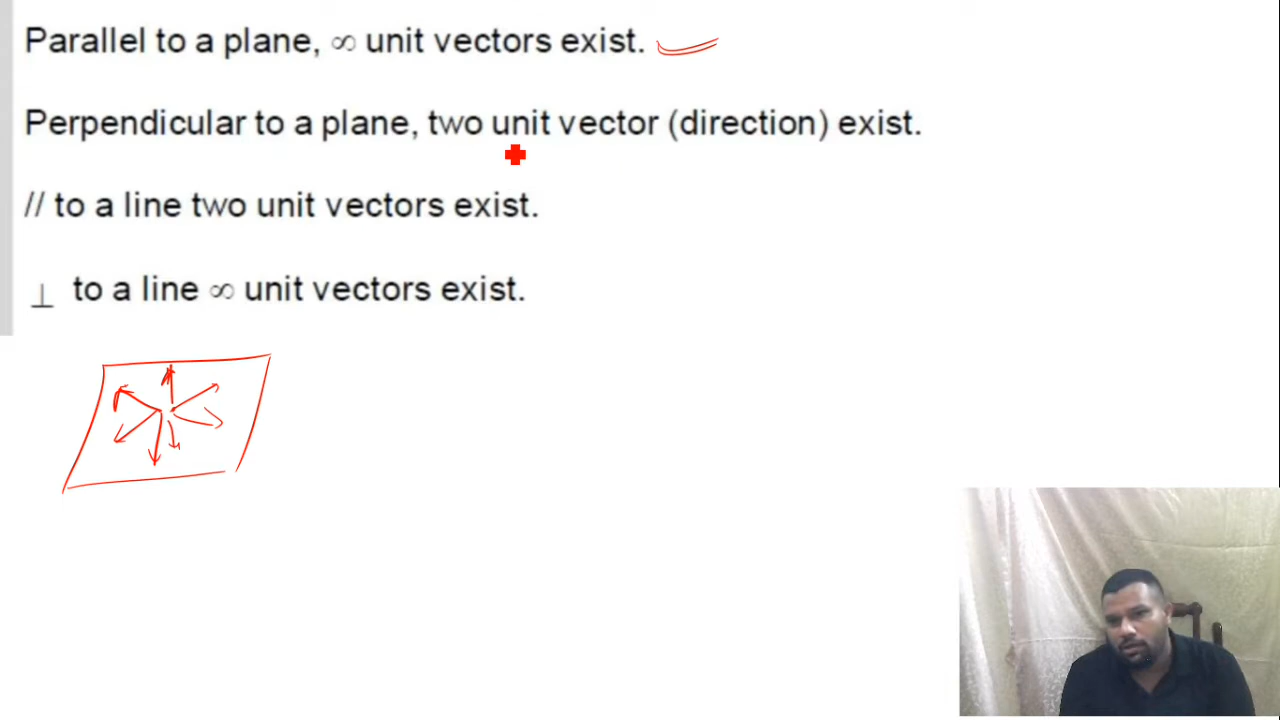 Parallel to a plane, ∞ unit vectors exist.
Perpendicular to a plane, two unit vector (direction) exist.
// to a line two unit vectors exist.
⊥ to a line ∞ unit vectors exist.